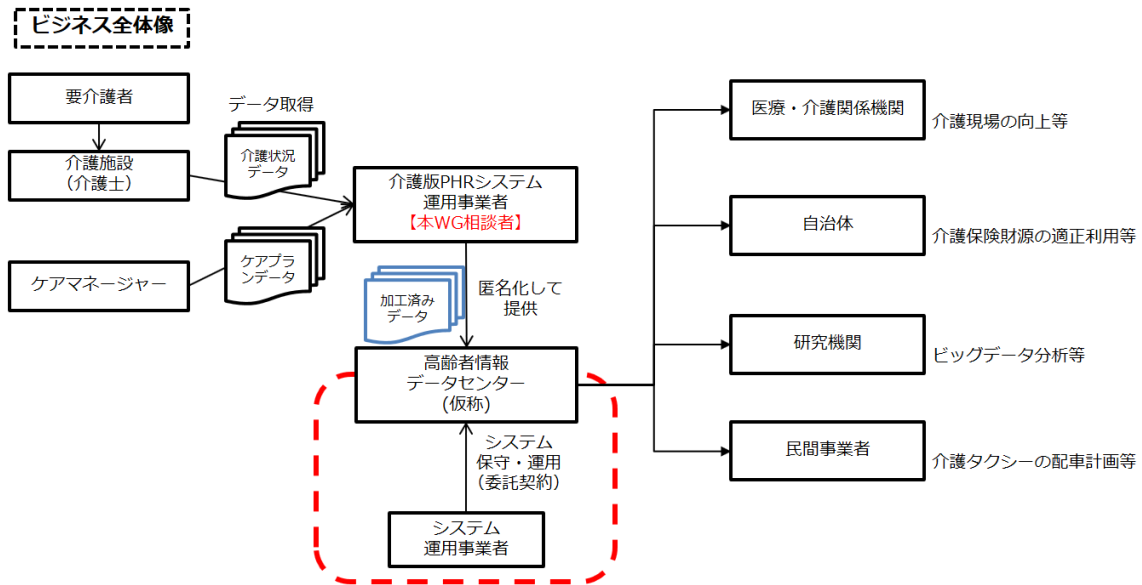 ビジネス全体像
要介護者
介護施設
(介護士)
ケアマネージャー
データ取得
介護状況
データ
ケアプラ
ンデータ
介護版PHRシステム
運用事業者
【本WG相談者】
加工済み
データ
匿名化して
提供
高齢者情報
データセンター
(仮称)
システム
保守・運用
(委託契約)
システム
運用事業者
医療・介護関係機関
介護現場の向上等
自治体
介護保険財源の適正利用等
研究機関
ビッグデータ分析等
民間事業者
介護タクシーの配車計画等